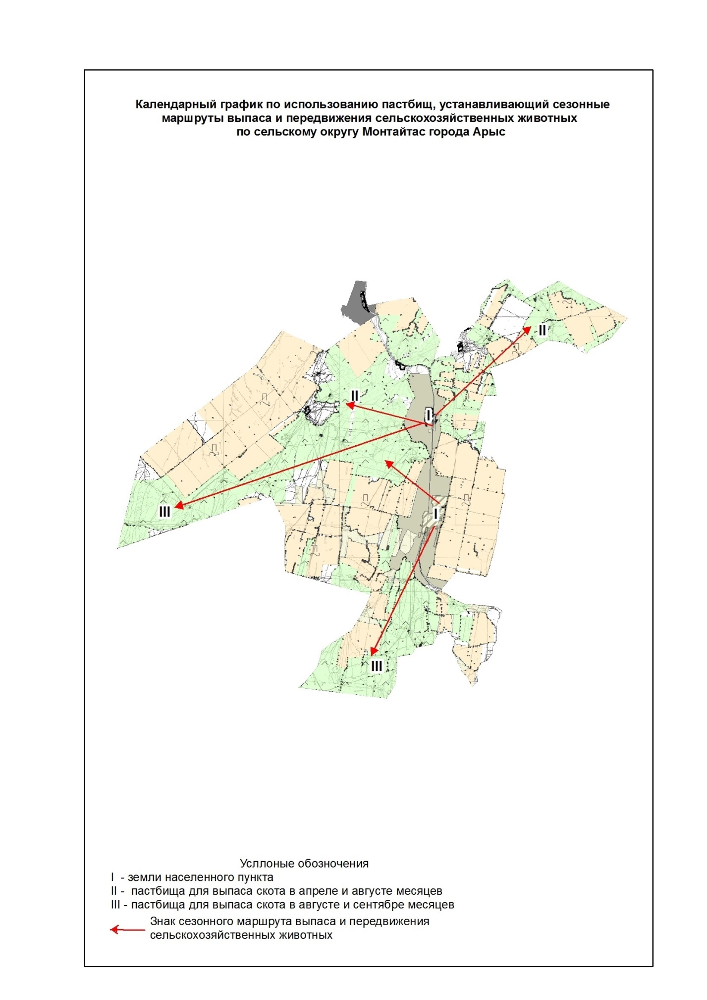 Календарный график по использованию пастбищ, устанавливающий сезонные
маршруты выпаса и передвижения сельскохозяйственных животных
по сельскому округу Монтайтас города Арыс
II
II
I
III
I
III
Усллоные обозночения
I - земли населенного пункта
II - пастбища для выпаса скота в апреле и августе месяцев
III - пастбища для выпаса скота в августе и сентябре месяцев
Знак сезонного маршрута выпаса и передвижения
сельскохозяйственных животных